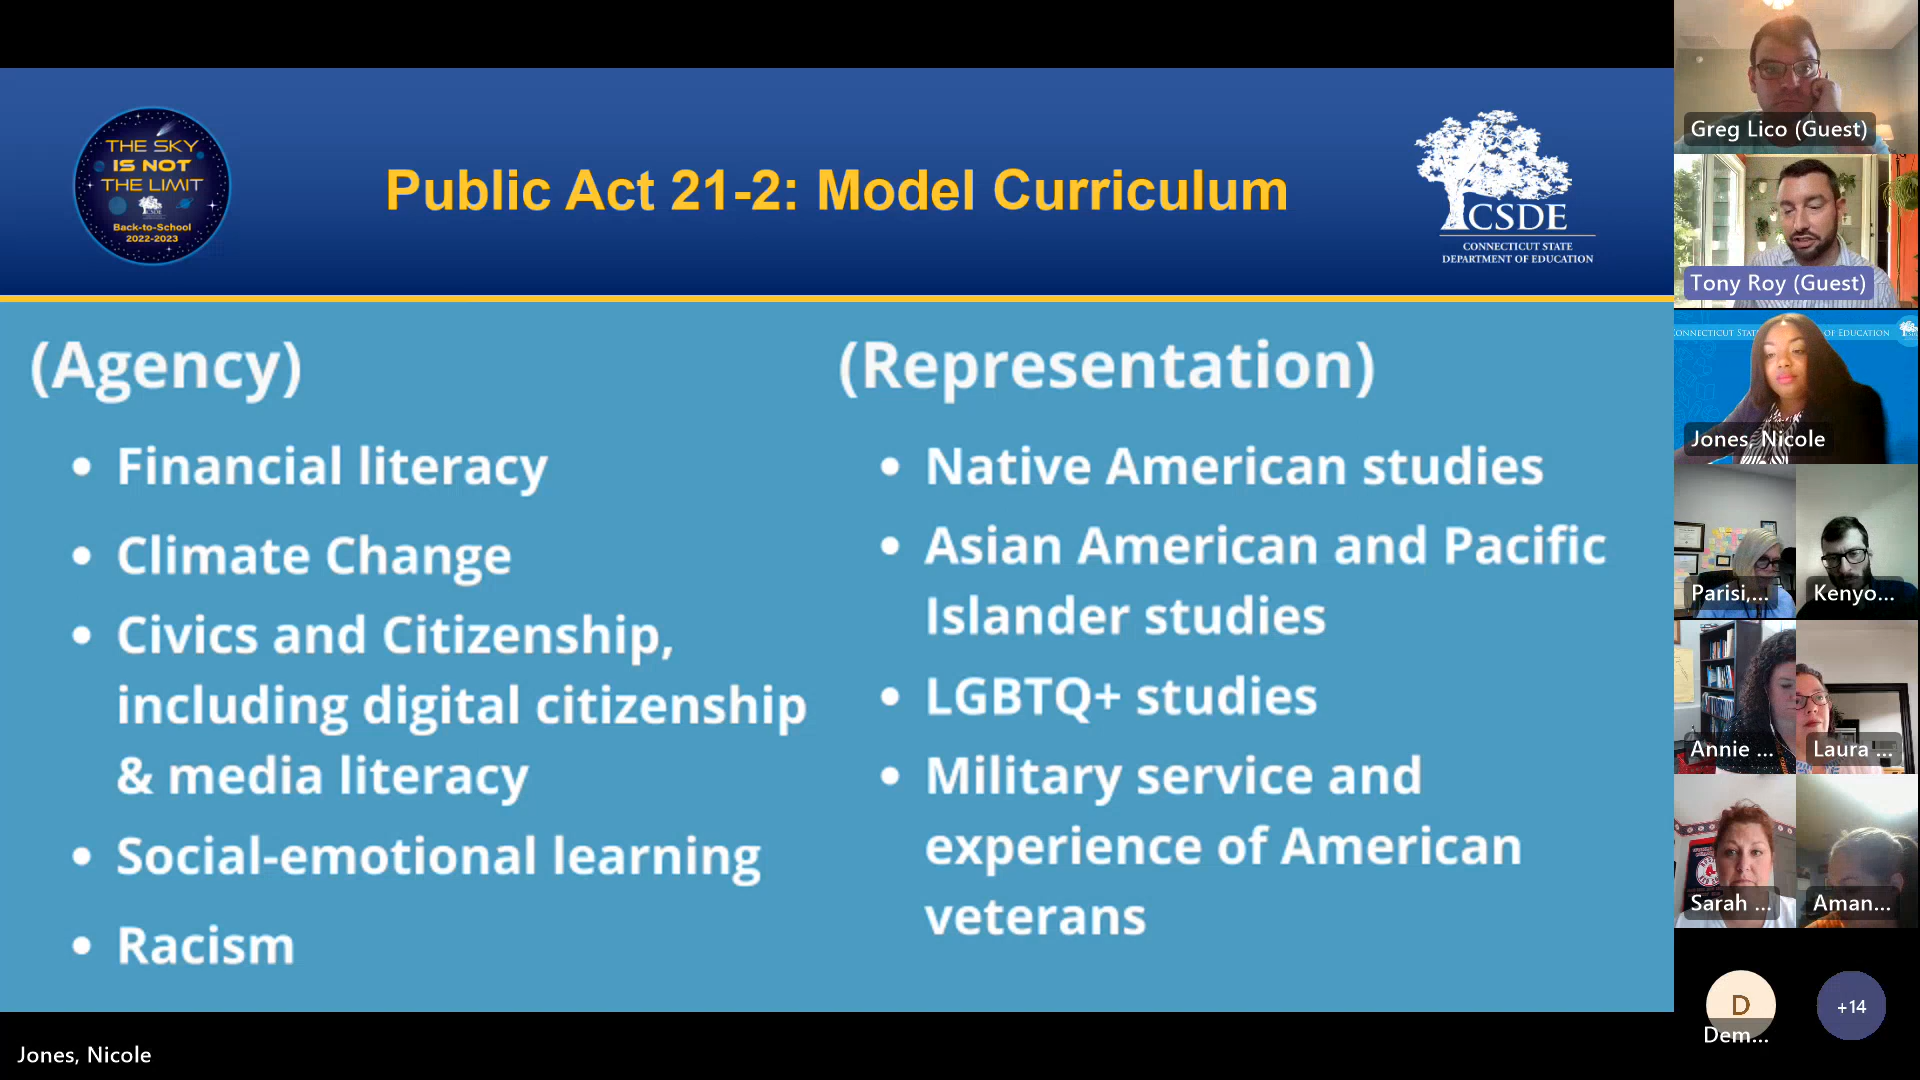 THE SKY
IS NOT
THE LIMIT
CSDE
Back-to-School
2022-2023
Public Act 21-2: Model Curriculum
CSDE
CONNECTICUT STATE
DEPARTMENT OF EDUCATION
(Agency)
• Financial literacy
• Climate Change
• Civics and Citizenship,
including digital citizenship
& media literacy
• Social-emotional learning
• Racism
(Representation)
• Native American studies
• Asian American and Pacific
Islander studies
• LGBTQ+ studies
• Military service and
experience of American
veterans
Jones, Nicole
Greg Lico (Guest)
Tony Roy (Guest)
OF EDUCATION
Jones, Nicole
Parisi,...
Kenyo...
Annie ...
Laura ...
Sarah ...
Aman...
D
Dem...
+14